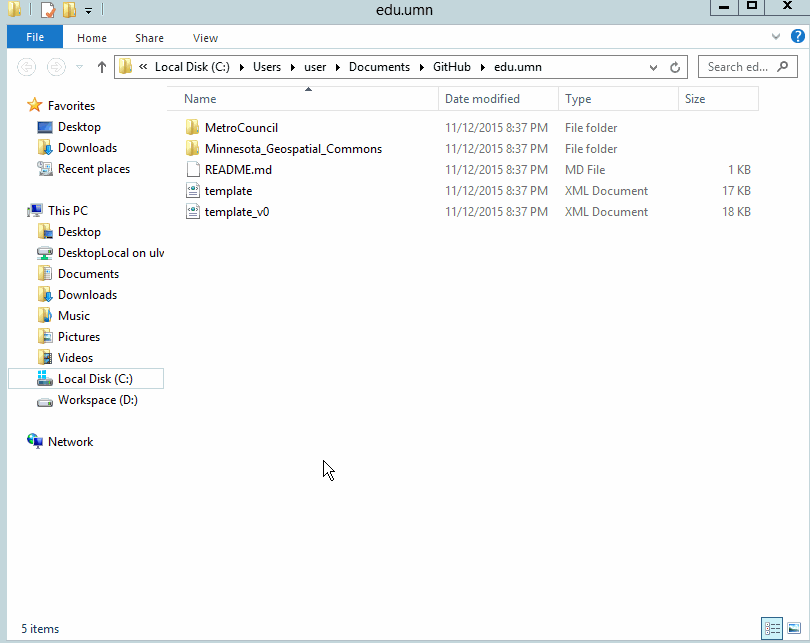 edu.umn
File Home Share View
« Local Disk (C:) Users user Documents GitHub edu.umn Search ed...
Name Date modified Type Size
MetroCouncil 11/12/2015 8:37 PM File folder
Minnesota_Geospatial_Commons 11/12/2015 8:37 PM File folder
README.md 11/12/2015 8:37 PM MD File 1 KB
template 11/12/2015 8:37 PM XML Document 17 KB
template_v0 11/12/2015 8:37 PM XML Document 18 KB
Favorites
Desktop
Downloads
Recent places
This PC
Desktop
DesktopLocal on ulw
Documents
Downloads
Music
Pictures
Videos
Local Disk (C:)
Workspace (D:)
Network
5 items